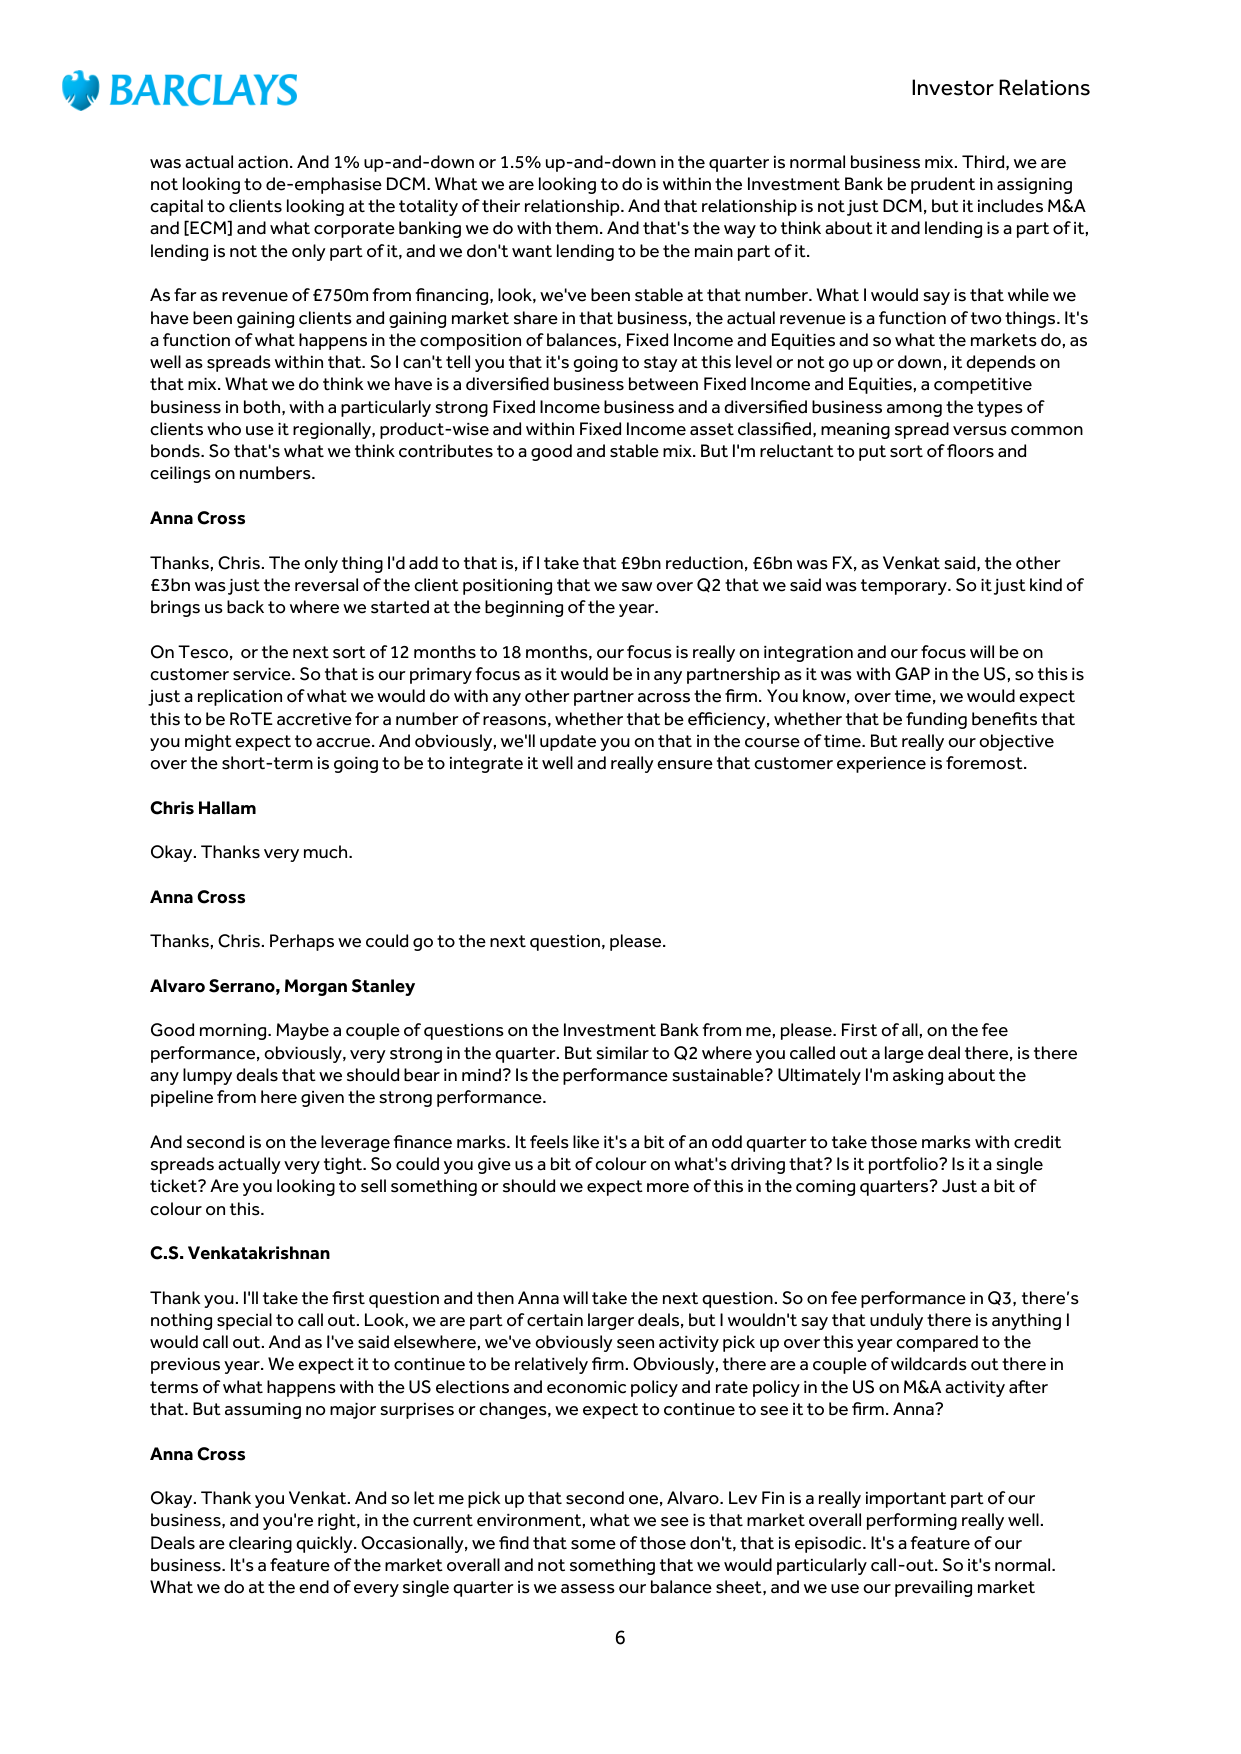 BARCLAYS
Investor Relations
was actual action. And 1% up-and-down or 1.5% up-and-down in the quarter is normal business mix. Third, we are
not looking to de-emphasise DCM. What we are looking to do is within the Investment Bank be prudent in assigning
capital to clients looking at the totality of their relationship. And that relationship is not just DCM, but it includes M&A
and [ECM] and what corporate banking we do with them. And that's the way to think about it and lending is a part of it,
lending is not the only part of it, and we don't want lending to be the main part of it.
As far as revenue of £750m from financing, look, we've been stable at that number. What I would say is that while we
have been gaining clients and gaining market share in that business, the actual revenue is a function of two things. It's
a function of what happens in the composition of balances, Fixed Income and Equities and so what the markets do, as
well as spreads within that. So I can't tell you that it's going to stay at this level or not go up or down, it depends on
that mix. What we do think we have is a diversified business between Fixed Income and Equities, a competitive
business in both, with a particularly strong Fixed Income business and a diversified business among the types of
clients who use it regionally, product-wise and within Fixed Income asset classified, meaning spread versus common
bonds. So that's what we think contributes to a good and stable mix. But I'm reluctant to put sort of floors and
ceilings on numbers.
Anna Cross
Thanks, Chris. The only thing I'd add to that is, if I take that £9bn reduction, £6bn was FX, as Venkat said, the other
£3bn was just the reversal of the client positioning that we saw over Q2 that we said was temporary. So it just kind of
brings us back to where we started at the beginning of the year.
On Tesco, or the next sort of 12 months to 18 months, our focus is really on integration and our focus will be on
customer service. So that is our primary focus as it would be in any partnership as it was with GAP in the US, so this is
just a replication of what we would do with any other partner across the firm. You know, over time, we would expect
this to be RoTE accretive for a number of reasons, whether that be efficiency, whether that be funding benefits that
you might expect to accrue. And obviously, we'll update you on that in the course of time. But really our objective
over the short-term is going to be to integrate it well and really ensure that customer experience is foremost.
Chris Hallam
Okay. Thanks very much.
Anna Cross
Thanks, Chris. Perhaps we could go to the next question, please.
Alvaro Serrano, Morgan Stanley
Good morning. Maybe a couple of questions on the Investment Bank from me, please. First of all, on the fee
performance, obviously, very strong in the quarter. But similar to Q2 where you called out a large deal there, is there
any lumpy deals that we should bear in mind? Is the performance sustainable? Ultimately I'm asking about the
pipeline from here given the strong performance.
And second is on the leverage finance marks. It feels like it's a bit of an odd quarter to take those marks with credit
spreads actually very tight. So could you give us a bit of colour on what's driving that? Is it portfolio? Is it a single
ticket? Are you looking to sell something or should we expect more of this in the coming quarters? Just a bit of
colour on this.
C.S. Venkatakrishnan
Thank you. I'll take the first question and then Anna will take the next question. So on fee performance in Q3, there's
nothing special to call out. Look, we are part of certain larger deals, but I wouldn't say that unduly there is anything I
would call out. And as I've said elsewhere, we've obviously seen activity pick up over this year compared to the
previous year. We expect it to continue to be relatively firm. Obviously, there are a couple of wildcards out there in
terms of what happens with the US elections and economic policy and rate policy in the US on M&A activity after
that. But assuming no major surprises or changes, we expect to continue to see it to be firm. Anna?
Anna Cross
Okay. Thank you Venkat. And so let me pick up that second one, Alvaro. Lev Fin is a really important part of our
business, and you're right, in the current environment, what we see is that market overall performing really well.
Deals are clearing quickly. Occasionally, we find that some of those don't, that is episodic. It's a feature of our
business. It's a feature of the market overall and not something that we would particularly call-out. So it's normal.
What we do at the end of every single quarter is we assess our balance sheet, and we use our prevailing market
6